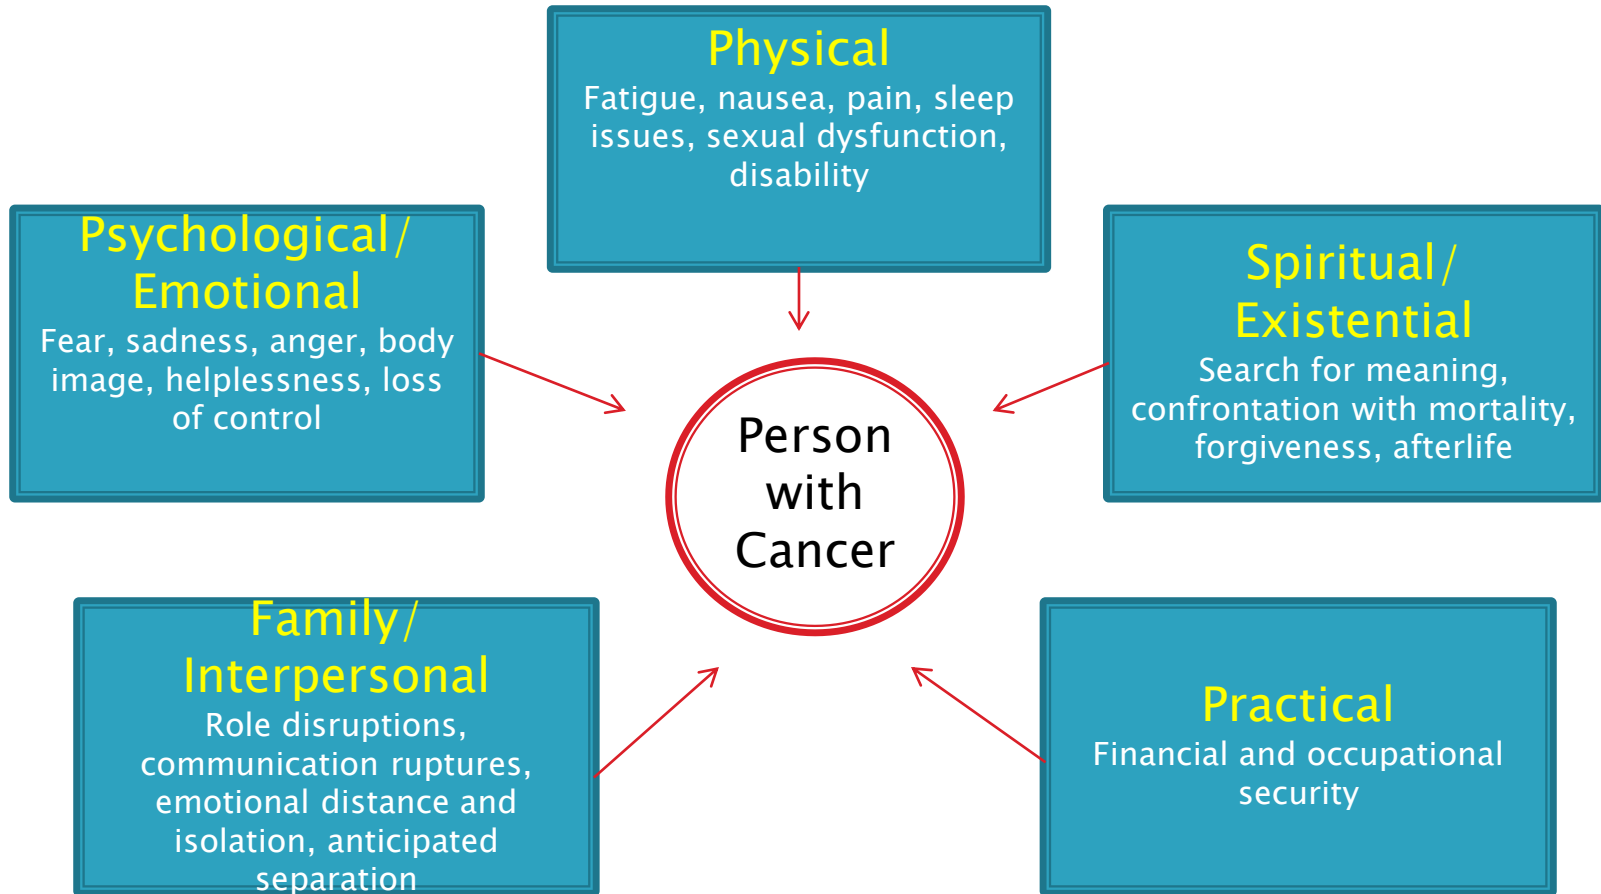 Physical
Fatigue, nausea, pain, sleep
issues, sexual dysfunction,
disability
Psychological/
Emotional
Fear, sadness, anger, body
image, helplessness, loss
of control
Spiritual/
Existential
Search for meaning,
confrontation with mortality,
forgiveness, afterlife
Person
with
Cancer
Family/
Interpersonal
Role disruptions,
communication ruptures,
emotional distance and
isolation, anticipated
separation
Practical
Financial and occupational
security